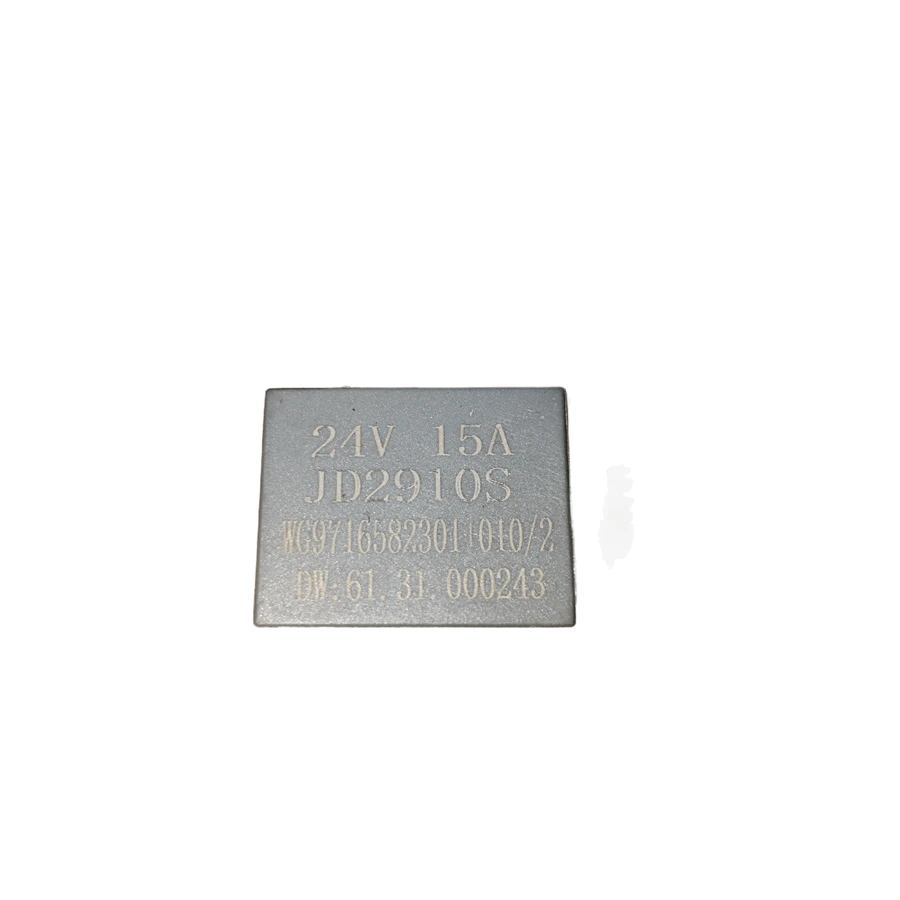 24V 15A
JD2910S
WG9716582301+010/2
DW:61.31.000243